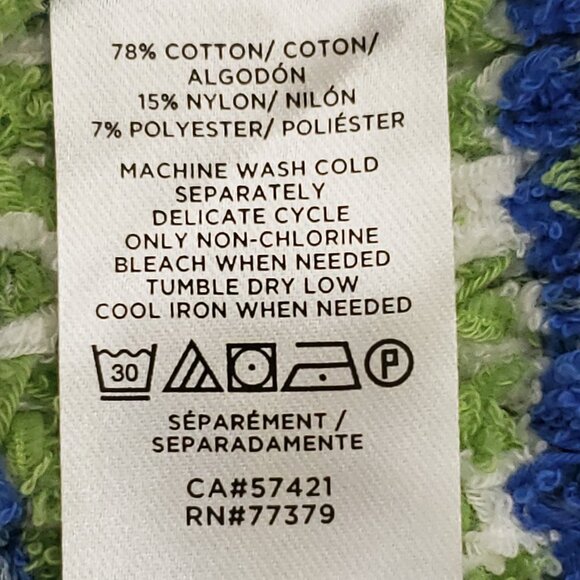 78% COTTON/ COTON/
ALGODÓN
15% NYLON/ NILÓN
7% POLYESTER/ POLIÉSTER
MACHINE WASH COLD
SEPARATELY
DELICATE CYCLE
ONLY NON-CHLORINE
BLEACH WHEN NEEDED
TUMBLE DRY LOW
COOL IRON WHEN NEEDED
30 P
SÉPARÉMENT /
SEPARADAMENTE
CA#57421
RN#77379